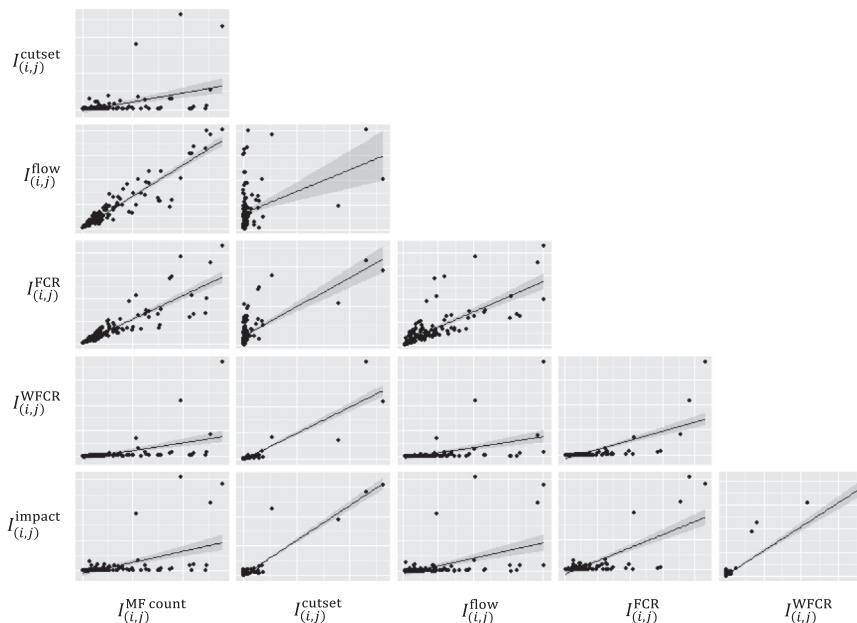 I_{(i,j)}^{cutset}
I_{(i,j)}^{flow}
I_{(i,j)}^{FCR}
I_{(i,j)}^{WFCR}
I_{(i,j)}^{impact}
I_{(i,j)}^{MF count} I_{(i,j)}^{cutset} I_{(i,j)}^{flow} I_{(i,j)}^{FCR} I_{(i,j)}^{WFCR}